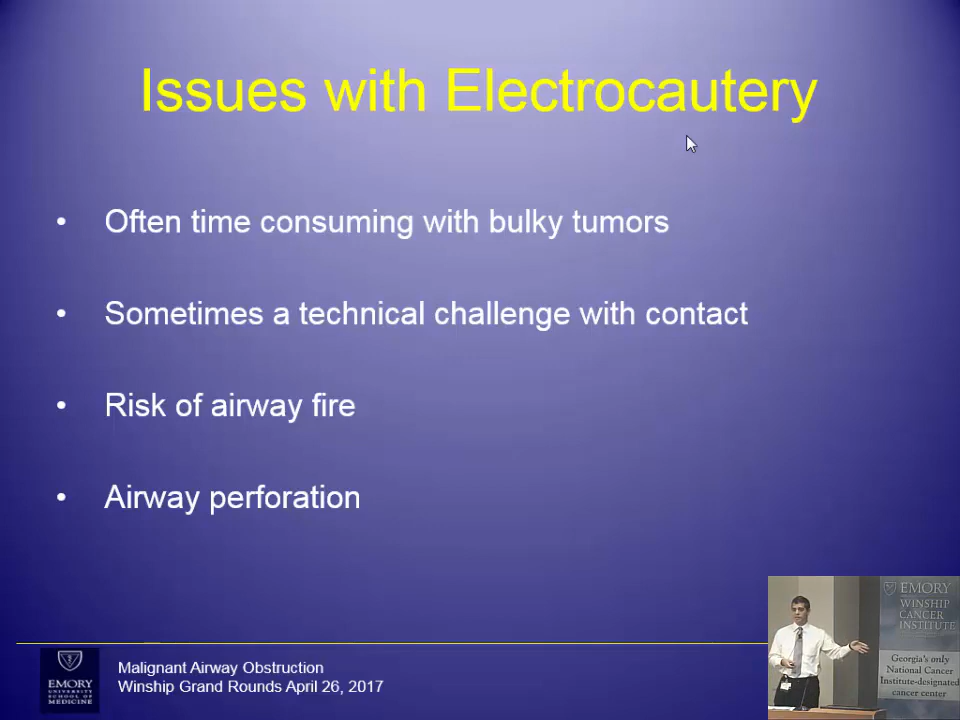 Issues with Electrocautery
• Often time consuming with bulky tumors
• Sometimes a technical challenge with contact
• Risk of airway fire
• Airway perforation
EMORY
UNIVERSITY
SCHOOL OF
MEDICINE
Malignant Airway Obstruction
Winship Grand Rounds April 26, 2017
EMORY
WINSHIP
CANCER
INSTITUTE
Georgia's only
National Cancer
Institute-designated
cancer center